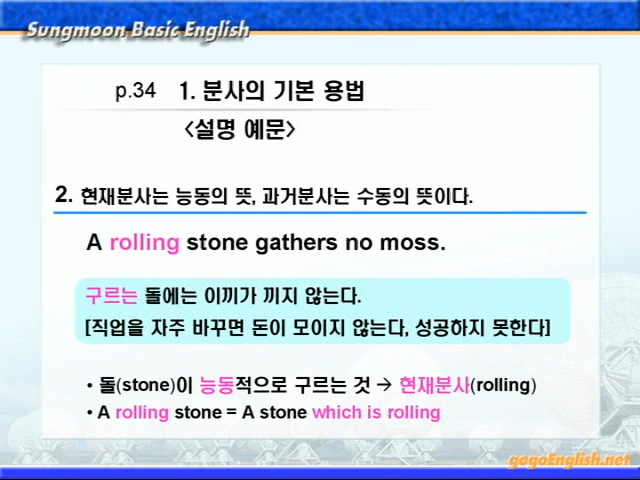 Sungmoon Basic English
p.34 1. 분사의 기본 용법
<설명 예문>
2. 현재분사는 능동의 뜻, 과거분사는 수동의 뜻이다.
A rolling stone gathers no moss.
구르는 돌에는 이끼가 끼지 않는다.
[직업을 자주 바꾸면 돈이 모이지 않는다, 성공하지 못한다]
• 돌(stone)이 능동적으로 구르는 것 → 현재분사(rolling)
• A rolling stone = A stone which is rolling
gogoEnglish.net